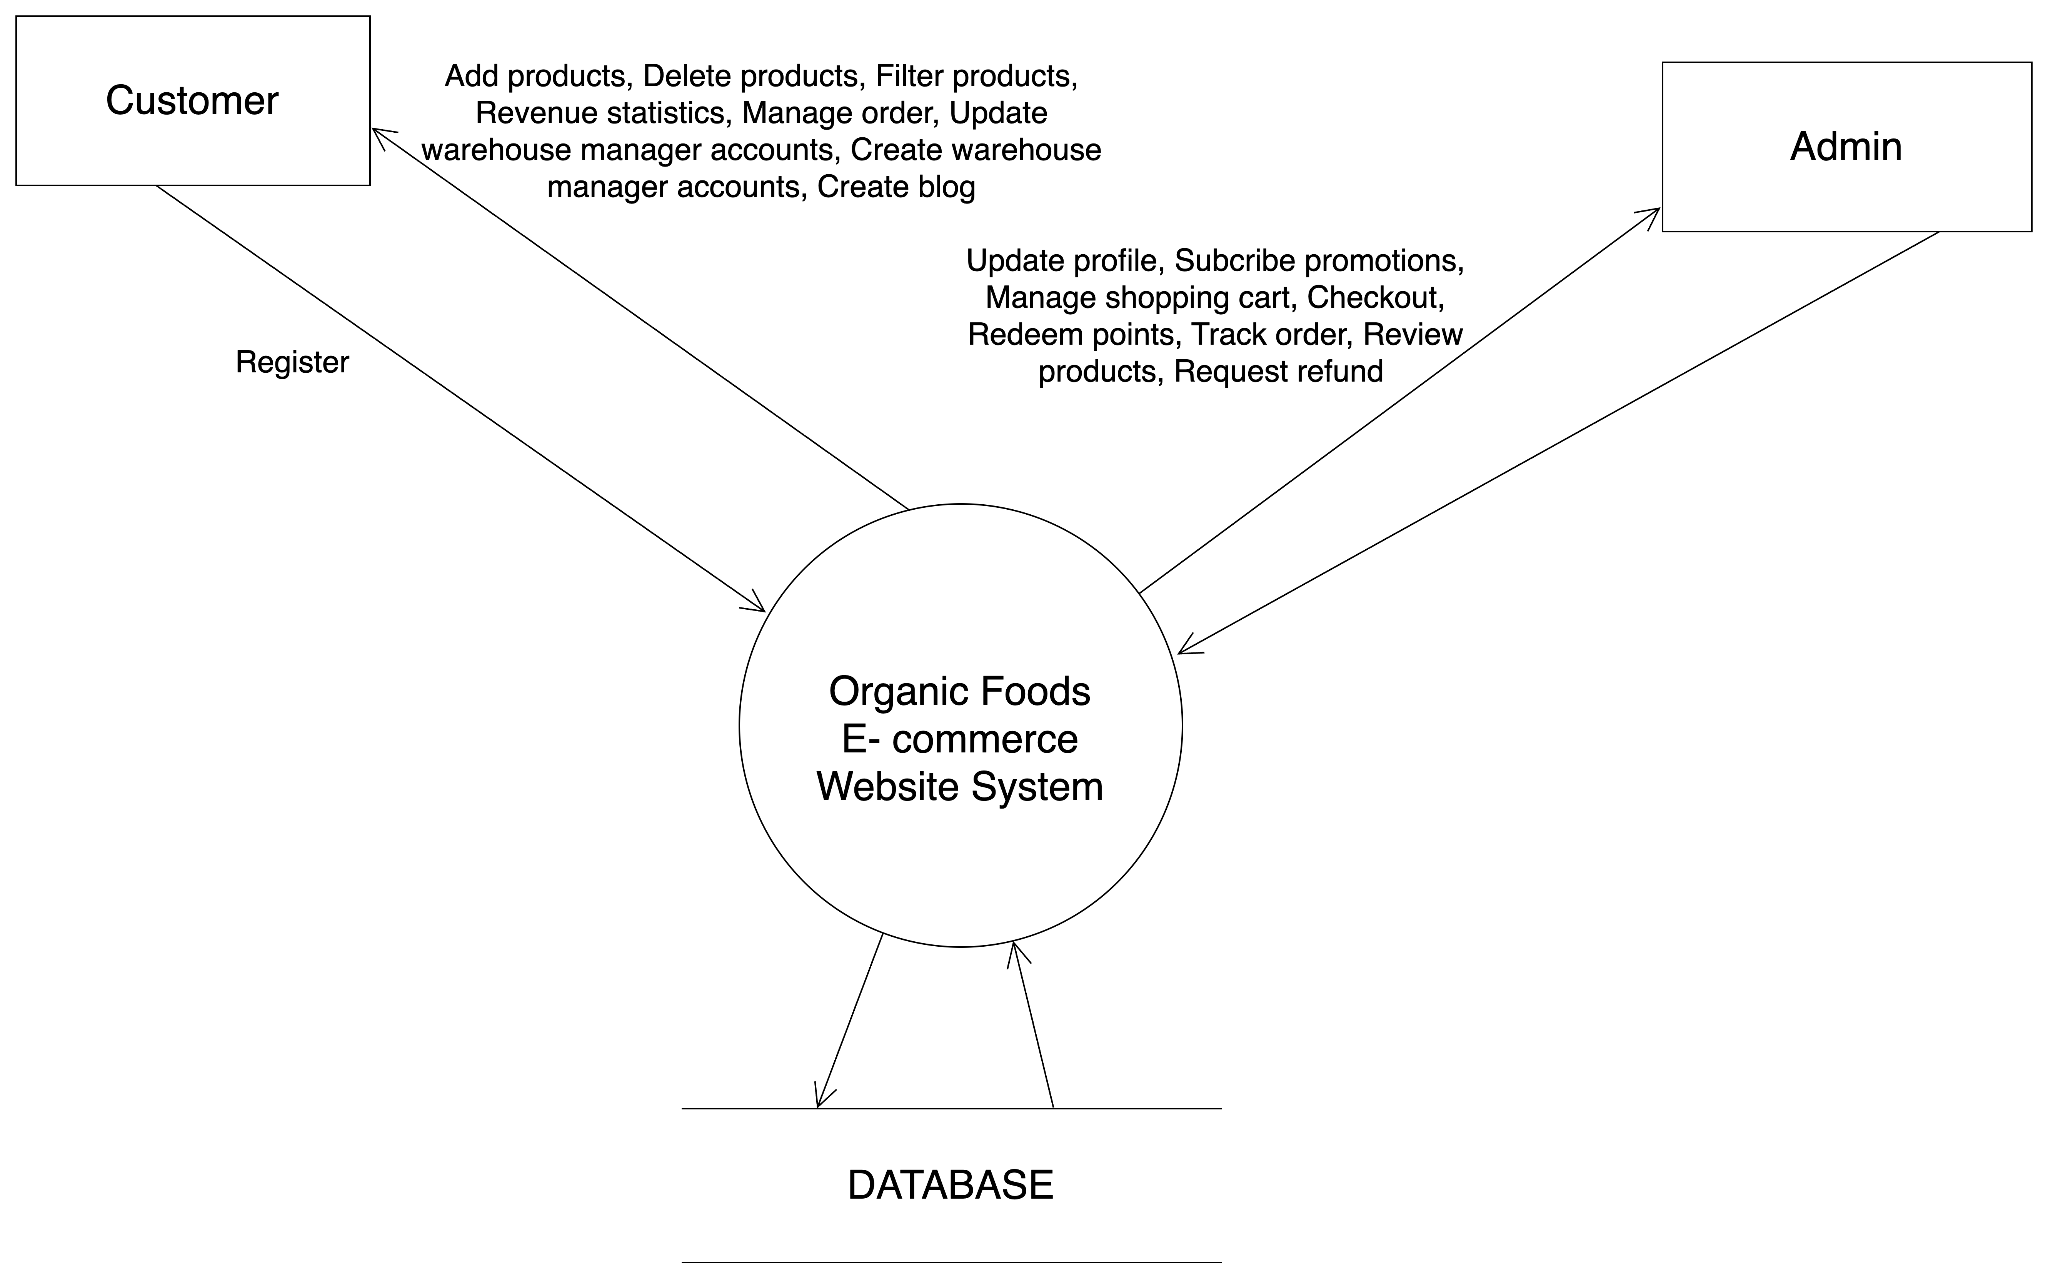 Customer
Add products, Delete products, Filter products,
Revenue statistics, Manage order, Update
warehouse manager accounts, Create warehouse
manager accounts, Create blog
Admin
Update profile, Subcribe promotions,
Manage shopping cart, Checkout,
Redeem points, Track order, Review
products, Request refund
Register
Organic Foods
E- commerce
Website System
DATABASE